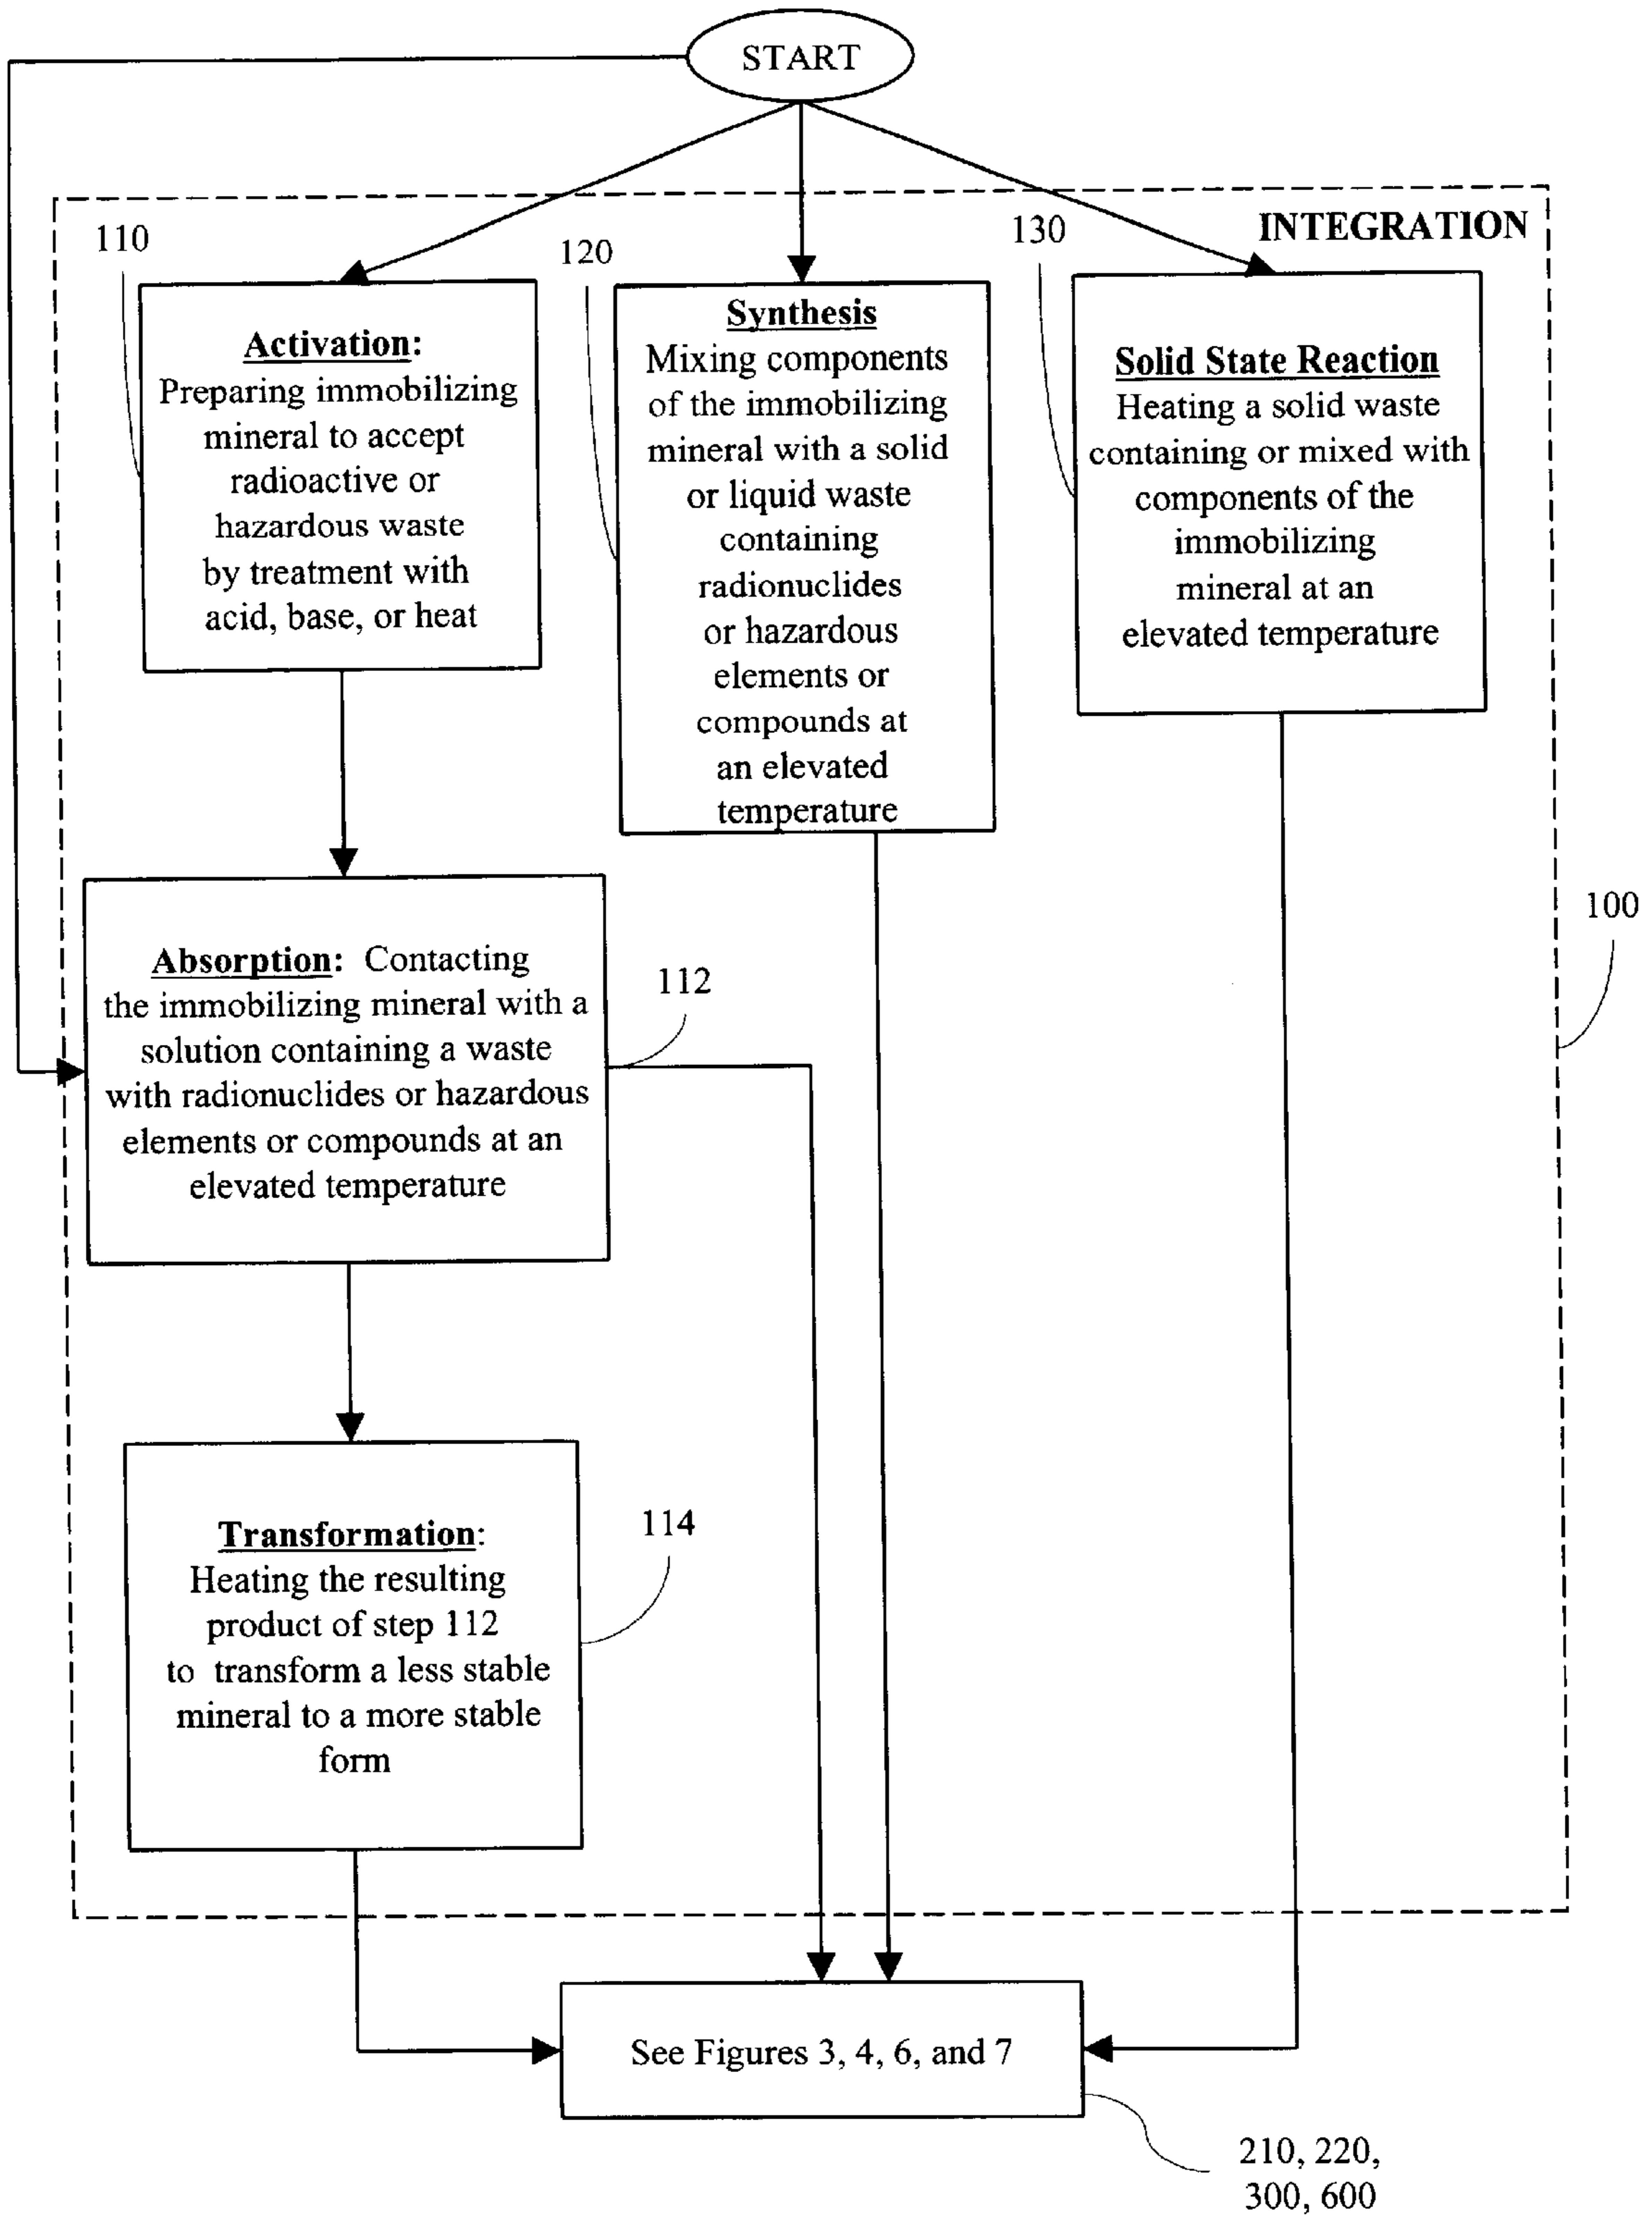 START
INTEGRATION
110
120
130
Activation:
Preparing immobilizing
mineral to accept
radioactive or
hazardous waste
by treatment with
acid, base, or heat
Synthesis
Mixing components
of the immobilizing
mineral with a solid
or liquid waste
containing
radionuclides
or hazardous
elements or
compounds at
an elevated
temperature
Solid State Reaction
Heating a solid waste
containing or mixed with
components of the
immobilizing
mineral at an
elevated temperature
100
Absorption: Contacting
the immobilizing mineral with a
solution containing a waste
with radionuclides or hazardous
elements or compounds at an
elevated temperature
112
Transformation:
Heating the resulting
product of step 112
to transform a less stable
mineral to a more stable
form
114
See Figures 3, 4, 6, and 7
210, 220,
300, 600